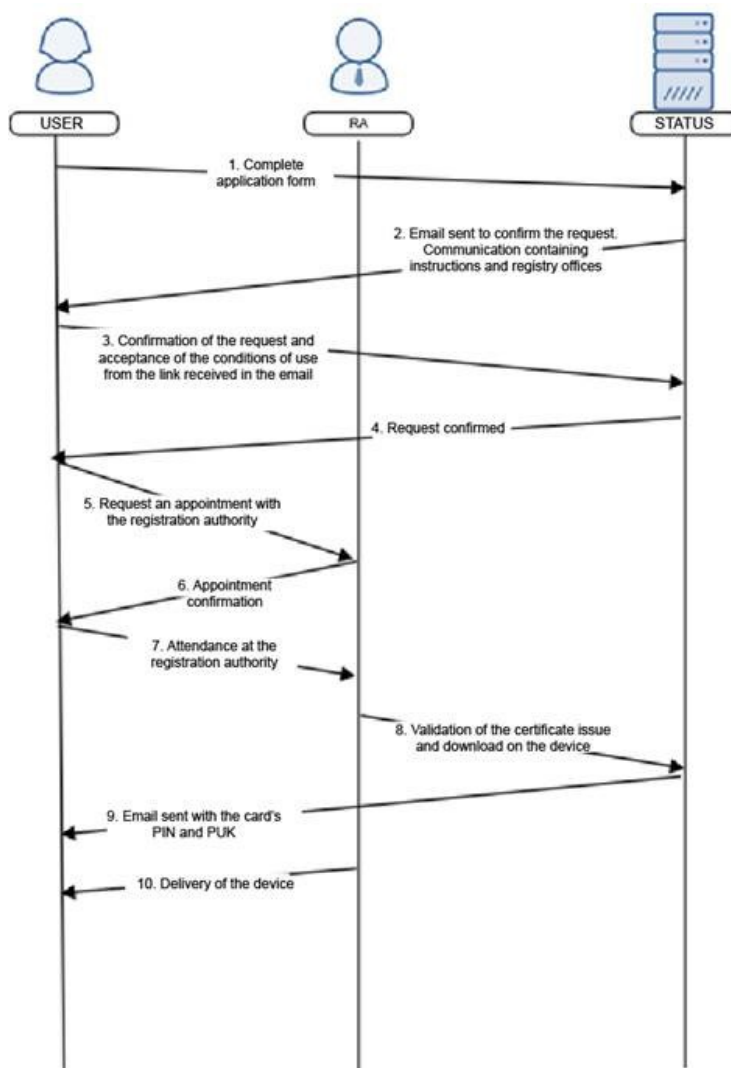 USER
RA
STATUS
1. Complete
application form
2. Email sent to confirm the request.
Communication containing
instructions and registry offices
3. Confirmation of the request and
acceptance of the conditions of use
from the link received in the email
4. Request confirmed
5. Request an appointment with
the registration authority
6. Appointment
confirmation
7. Attendance at the
registration authority
8. Validation of the certificate issue
and download on the device
9. Email sent with the card's
PIN and PUK
10. Delivery of the device